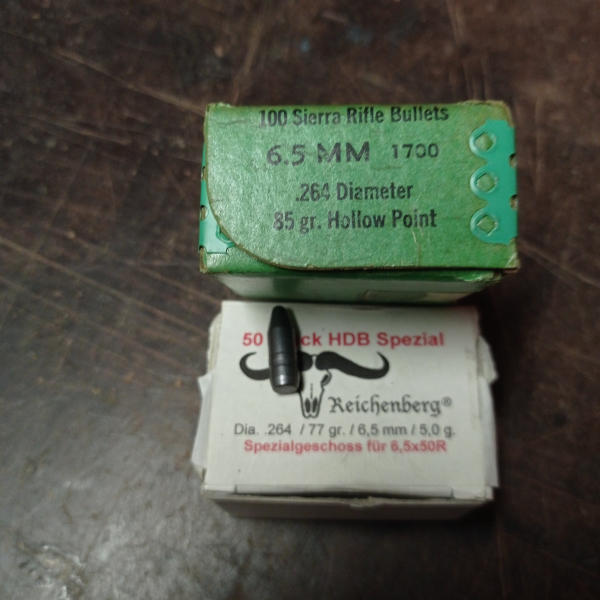 100 Sierra Rifle Bullets
6.5 MM 1700
.264 Diameter
85 gr. Hollow Point
50 HDB Spezial
Reichenberg®
Dia. .264 / 77 gr. / 6,5 mm / 5,0 g.
Spezialgeschoss für 6,5x50R